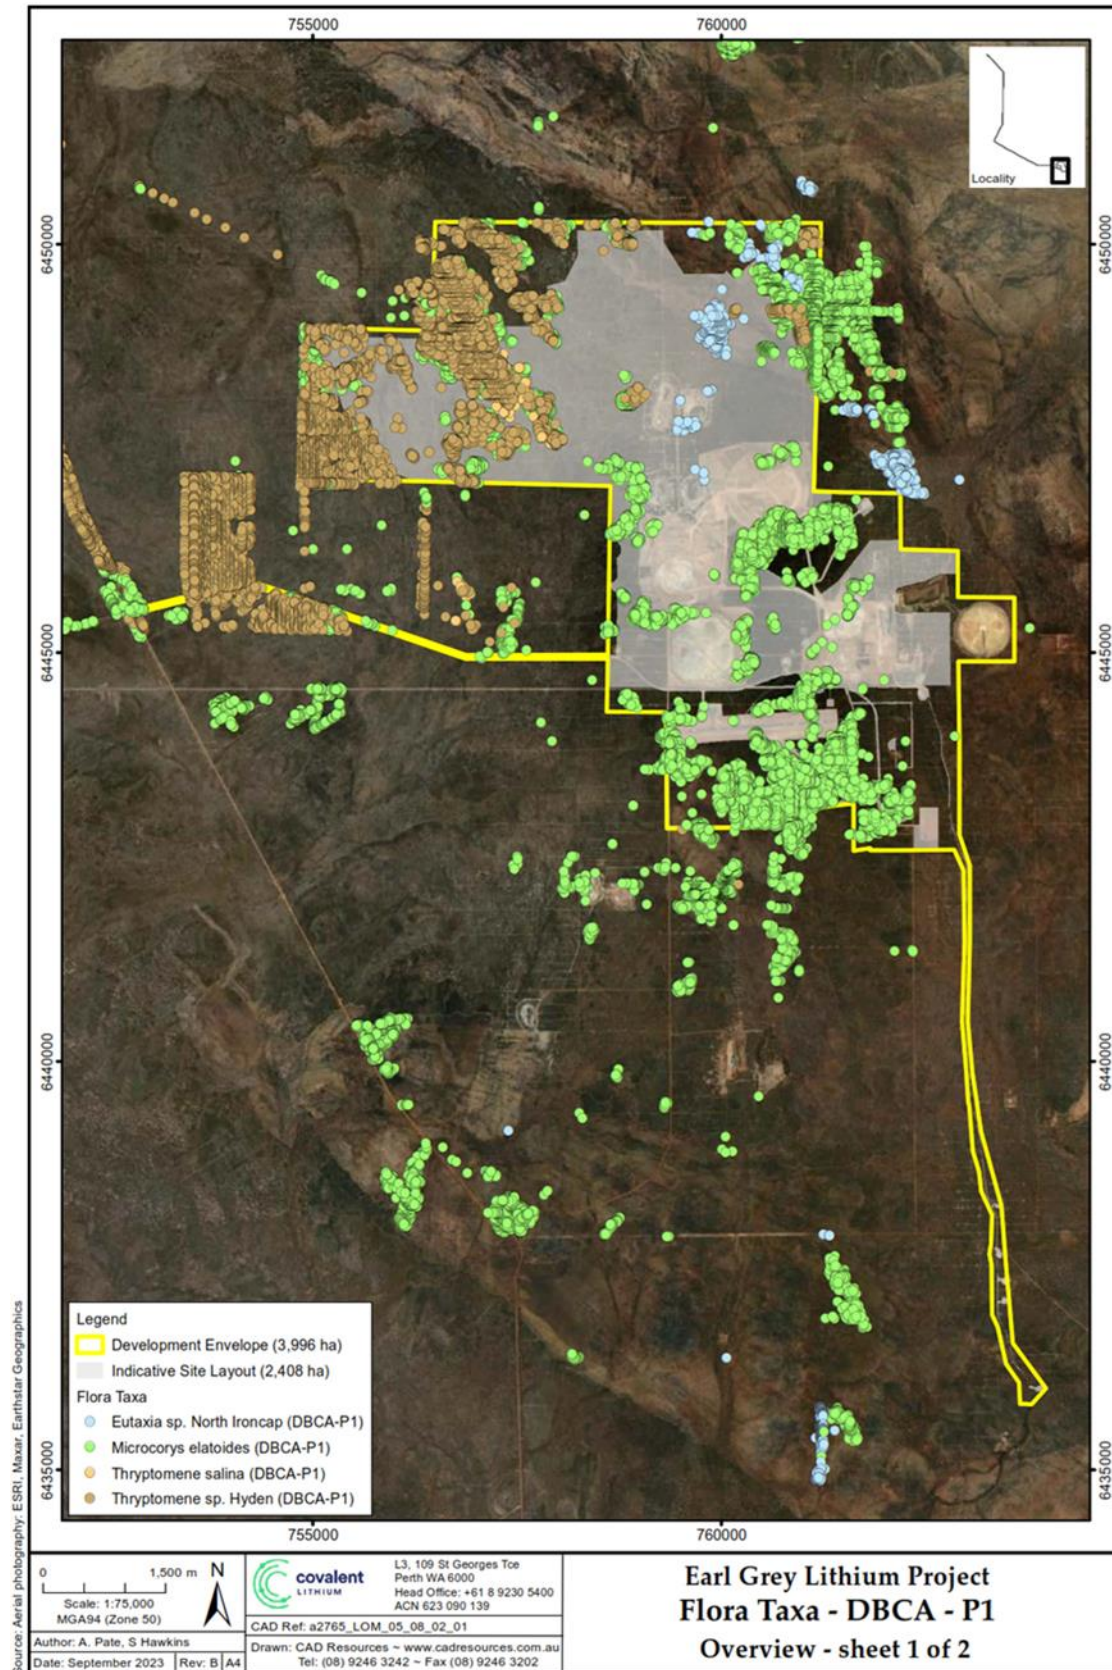 755000
760000
Locality
6450000
6450000
6445000
6445000
6440000
6440000
6435000
6435000
Legend
Development Envelope (3,996 ha)
Indicative Site Layout (2,408 ha)
Flora Taxa
Eutaxia sp. North Ironcap (DBCA-P1)
Microcorys elatoides (DBCA-P1)
Thryptomene salina (DBCA-P1)
Thryptomene sp. Hyden (DBCA-P1)
755000
760000
Source: Aerial photography: ESRI, Maxar, Earthstar Geographics
0 1,500 m
N
Scale: 1:75,000
MGA94 (Zone 50)
Author: A. Pate, S Hawkins
Date: September 2023 Rev: B A4
covalent
LITHIUM
L3, 109 St Georges Tce
Perth WA 6000
Head Office: +61 8 9230 5400
ACN 623 090 139
CAD Ref: a2765_LOM_05_08_02_01
Drawn: CAD Resources ~ www.cadresources.com.au
Tel: (08) 9246 3242 ~ Fax (08) 9246 3202
Earl Grey Lithium Project
Flora Taxa - DBCA - P1
Overview - sheet 1 of 2